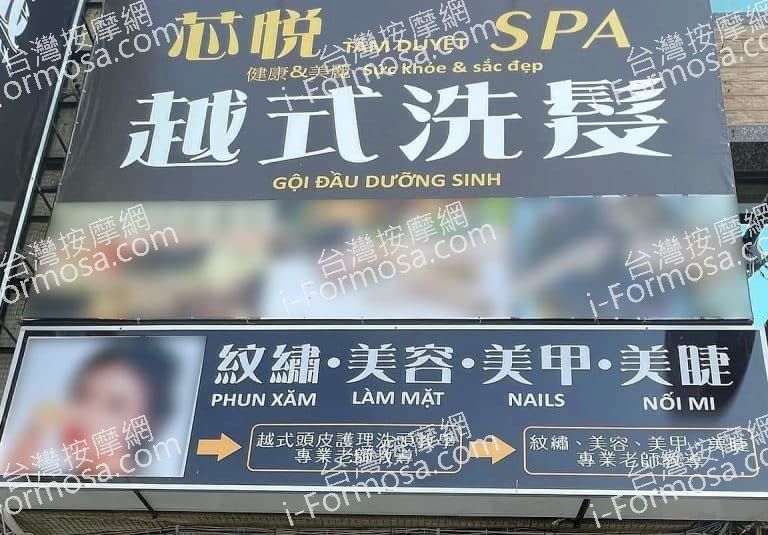 芯悦 TÂM DUYỆT SPA
健康&美麗 Sức khỏe & sắc đẹp
越式洗髮
GỘI ĐẦU DƯỠNG SINH
紋繡·美容·美甲·美睫
PHUN XĂM LÀM MẶT NAILS NỐI MI
越式頭皮護理洗頭教學
專業老師教導
紋繡、美容、美甲、美睫
專業老師教導
台灣按摩網
i-Formosa.com